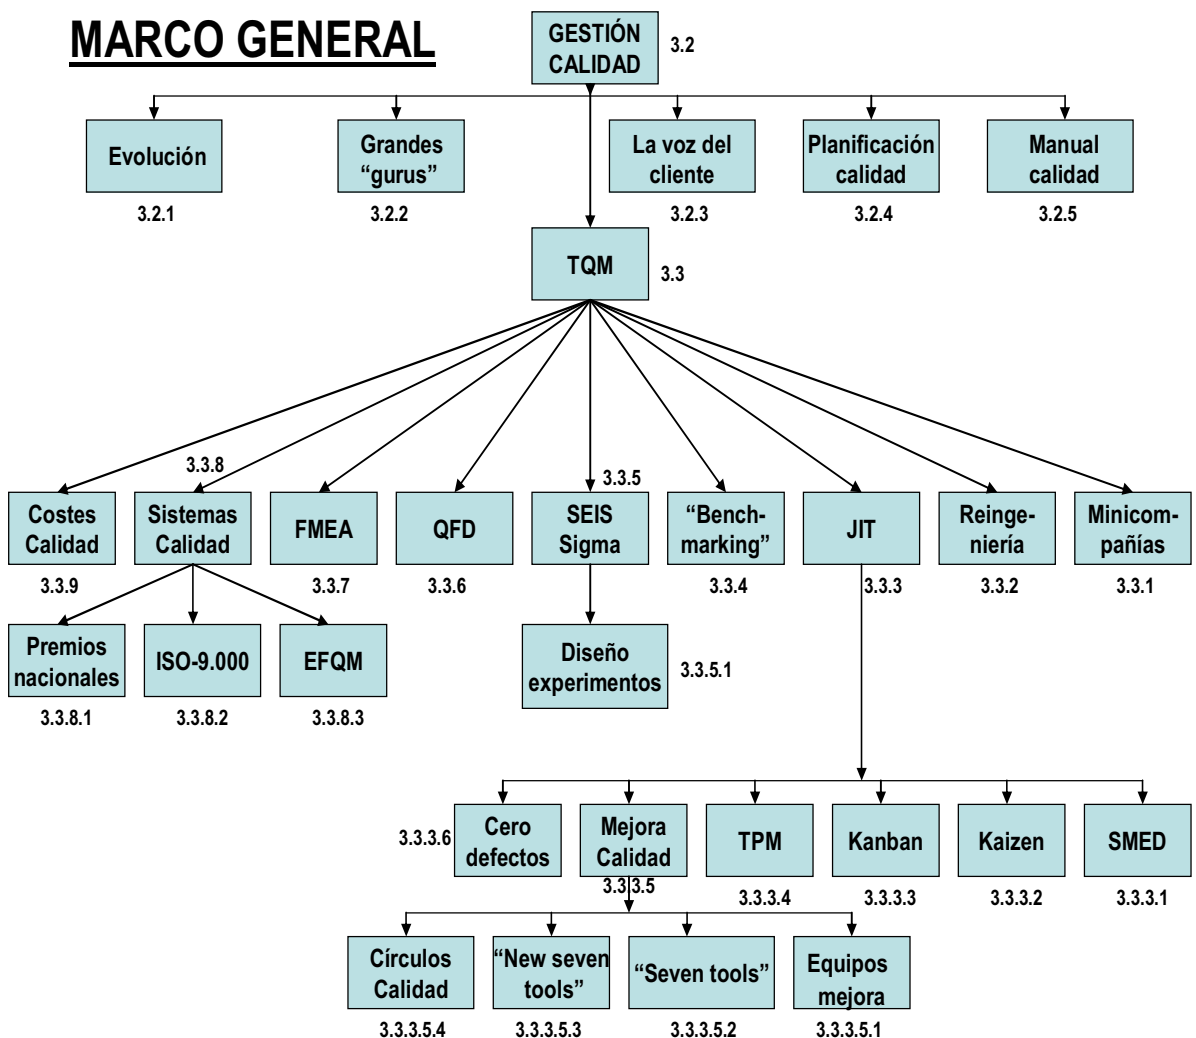 MARCO GENERAL
GESTIÓN
CALIDAD
3.2
Evolución
3.2.1
Grandes
“gurus”
3.2.2
La voz del
cliente
3.2.3
Planificación
calidad
3.2.4
Manual
calidad
3.2.5
TQM
3.3
Costes
Calidad
3.3.9
3.3.8
Sistemas
Calidad
FMEA
3.3.7
QFD
3.3.6
3.3.5
SEIS
Sigma
“Bench-
marking”
3.3.4
JIT
3.3.3
Reinge-
niería
3.3.2
Minicom-
pañías
3.3.1
Premios
nacionales
3.3.8.1
ISO-9.000
3.3.8.2
EFQM
3.3.8.3
Diseño
experimentos
3.3.5.1
3.3.3.6
Cero
defectos
Mejora
Calidad
3.3.3.5
TPM
3.3.3.4
Kanban
3.3.3.3
Kaizen
3.3.3.2
SMED
3.3.3.1
Círculos
Calidad
3.3.3.5.4
“New seven
tools”
3.3.3.5.3
“Seven tools”
3.3.3.5.2
Equipos
mejora
3.3.3.5.1